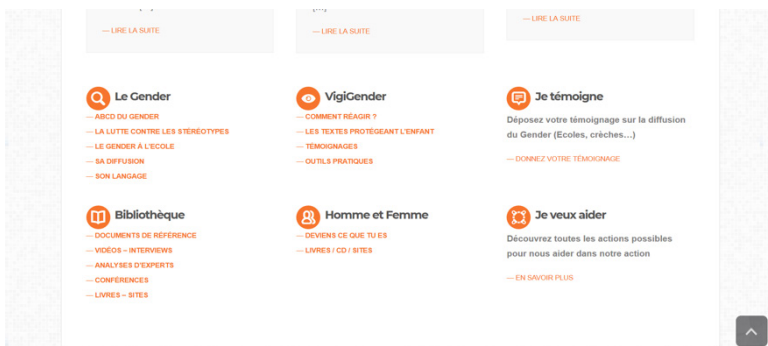 — LIRE LA SUITE
— LIRE LA SUITE
— LIRE LA SUITE
Le Gender
— ABCD DU GENDER
— LA LUTTE CONTRE LES STÉRÉOTYPES
— LE GENDER À L'ECOLE
— SA DIFFUSION
— SON LANGAGE
VigiGender
— COMMENT RÉAGIR ?
— LES TEXTES PROTÉGEANT L'ENFANT
— TÉMOIGNAGES
— OUTILS PRATIQUES
Je témoigne
Déposez votre témoignage sur la diffusion
du Gender (Ecoles, crèches…)
— DONNEZ VOTRE TÉMOIGNAGE
Bibliothèque
— DOCUMENTS DE RÉFÉRENCE
— VIDÉOS – INTERVIEWS
— ANALYSES D'EXPERTS
— CONFÉRENCES
— LIVRES – SITES
Homme et Femme
— DEVIENS CE QUE TU ES
— LIVRES / CD / SITES
Je veux aider
Découvrez toutes les actions possibles
pour nous aider dans notre action
— EN SAVOIR PLUS